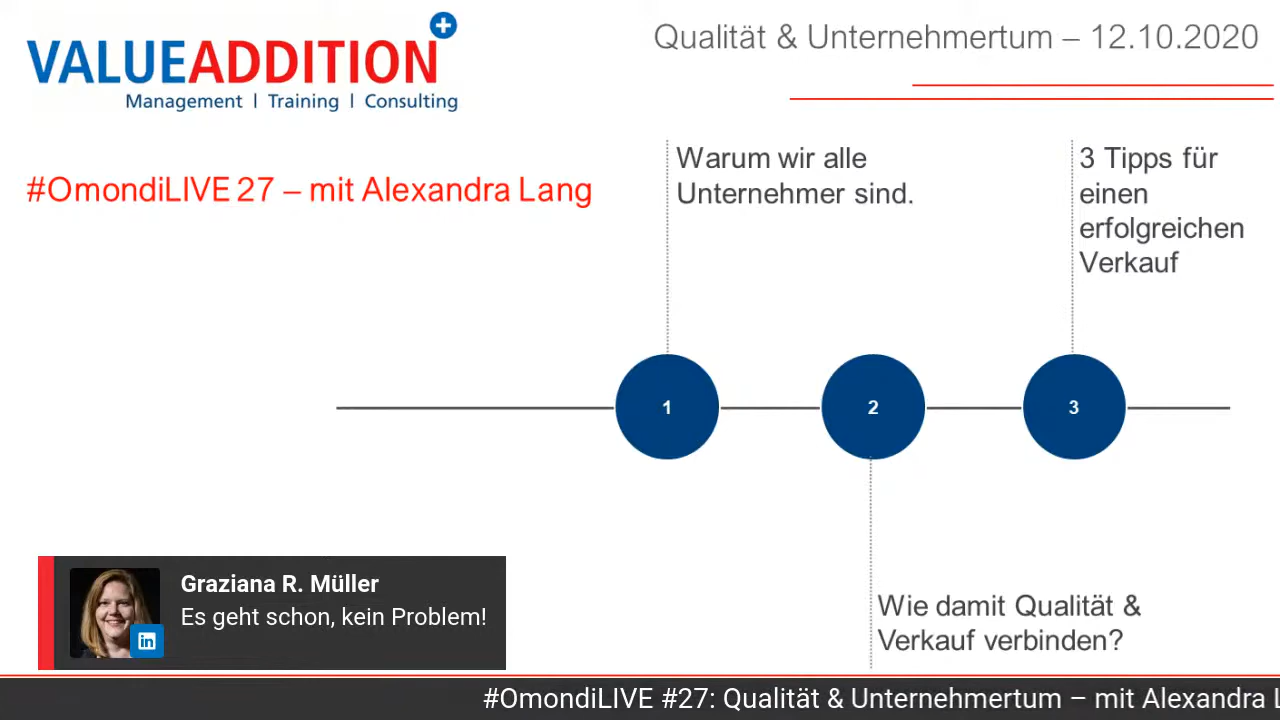 VALUEADDITION+
Management | Training | Consulting
Qualität & Unternehmertum – 12.10.2020
#OmondiLIVE 27 – mit Alexandra Lang
Warum wir alle
Unternehmer sind.
3 Tipps für
einen
erfolgreichen
Verkauf
1
2
3
Wie damit Qualität &
Verkauf verbinden?
Graziana R. Müller
Es geht schon, kein Problem!
in
#OmondiLIVE #27: Qualität & Unternehmertum – mit Alexandra L